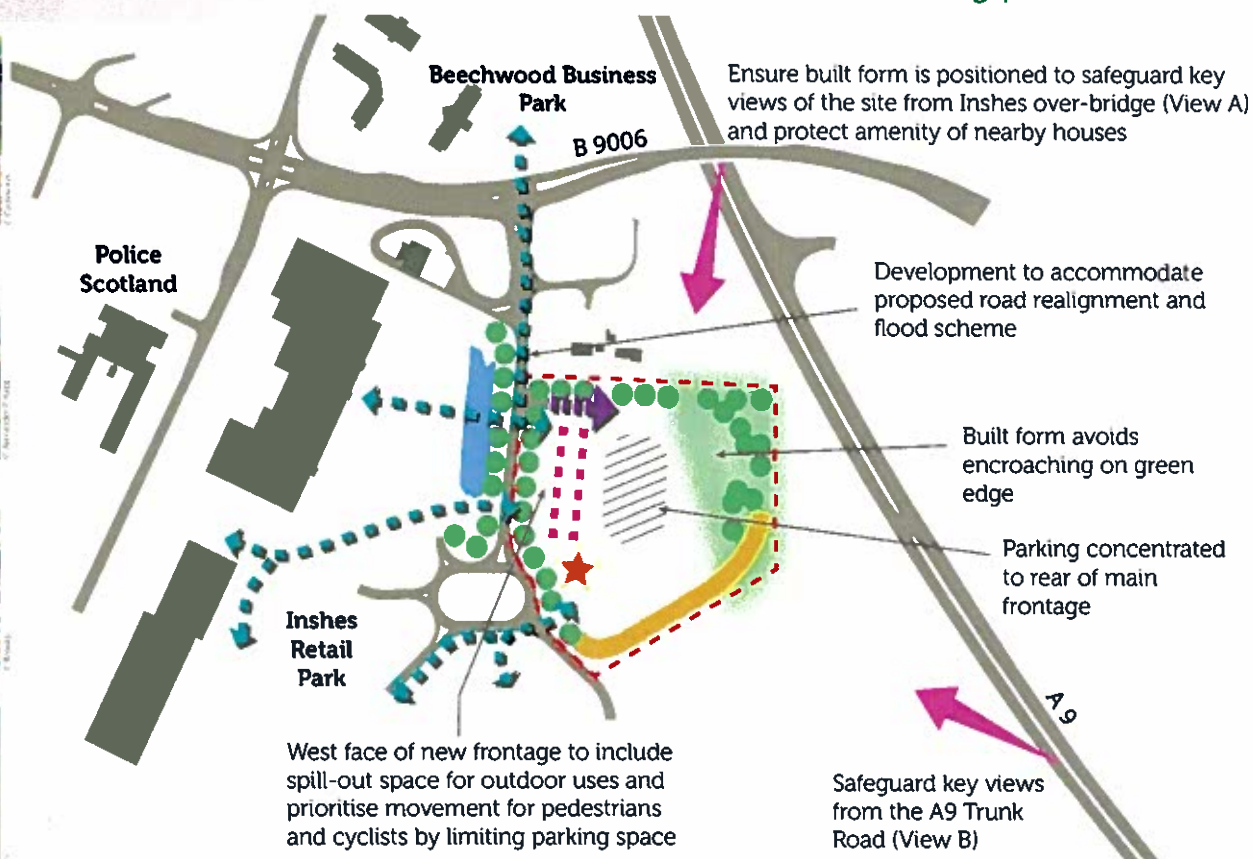 Beechwood Business
Park
Ensure built form is positioned to safeguard key
views of the site from Inshes over-bridge (View A)
and protect amenity of nearby houses
B 9006
Police
Scotland
Development to accommodate
proposed road realignment and
flood scheme
Built form avoids
encroaching on green
edge
Parking concentrated
to rear of main
frontage
Inshes
Retail
Park
A 9
West face of new frontage to include
spill-out space for outdoor uses and
prioritise movement for pedestrians
and cyclists by limiting parking space
Safeguard key views
from the A9 Trunk
Road (View B)